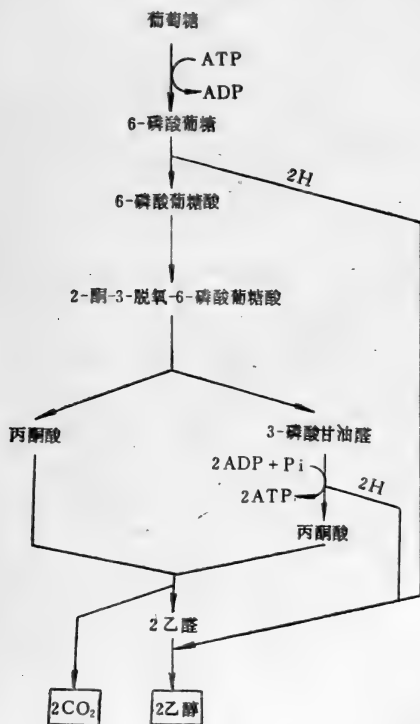 葡萄糖
ATP
ADP
6-磷酸葡糖
2H
6-磷酸葡糖酸
2-酮-3-脱氧-6-磷酸葡糖酸
丙酮酸
3-磷酸甘油醛
2ADP+Pi
2H
2ATP
丙酮酸
2乙醛
2CO₂
2乙醇